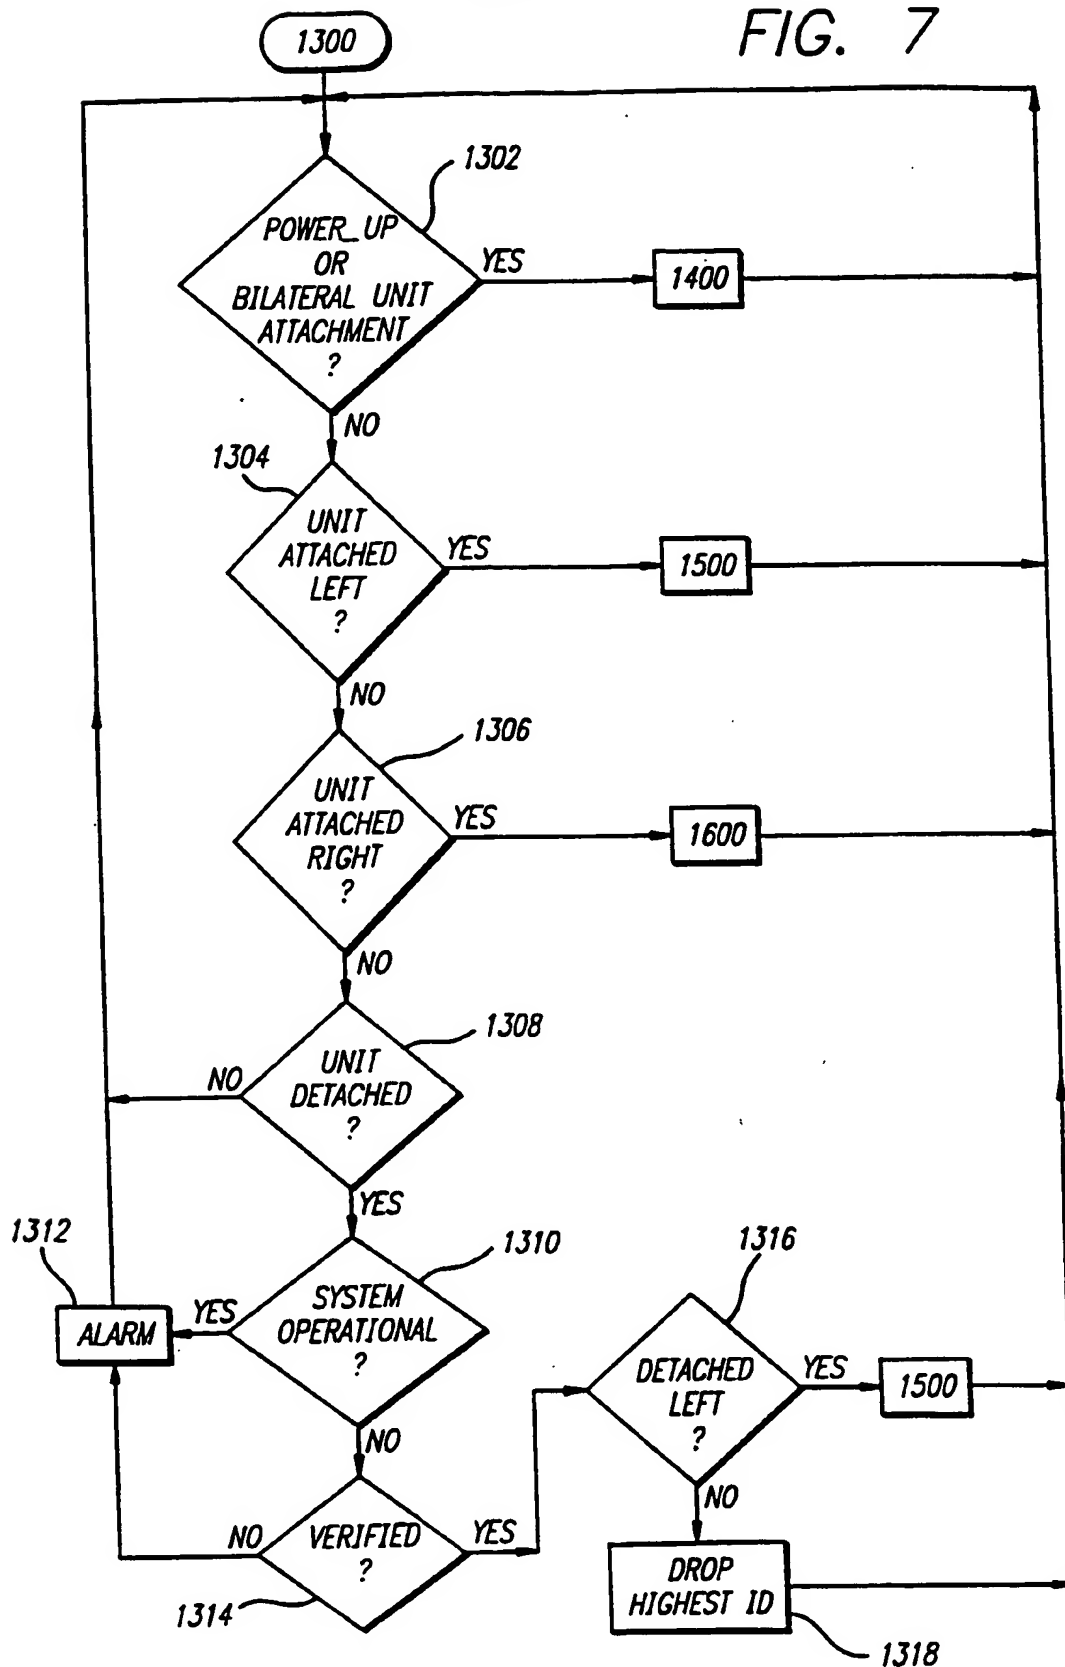 FIG. 7
1300
1302
POWER_UP
OR
BILATERAL UNIT
ATTACHMENT
?
YES
1400
NO
1304
UNIT
ATTACHED
LEFT
?
YES
1500
NO
1306
UNIT
ATTACHED
RIGHT
?
YES
1600
NO
1308
UNIT
DETACHED
?
NO
YES
1312
ALARM
1310
SYSTEM
OPERATIONAL
?
YES
NO
1314
VERIFIED
?
NO
YES
1316
DETACHED
LEFT
?
YES
1500
NO
DROP
HIGHEST ID
1318